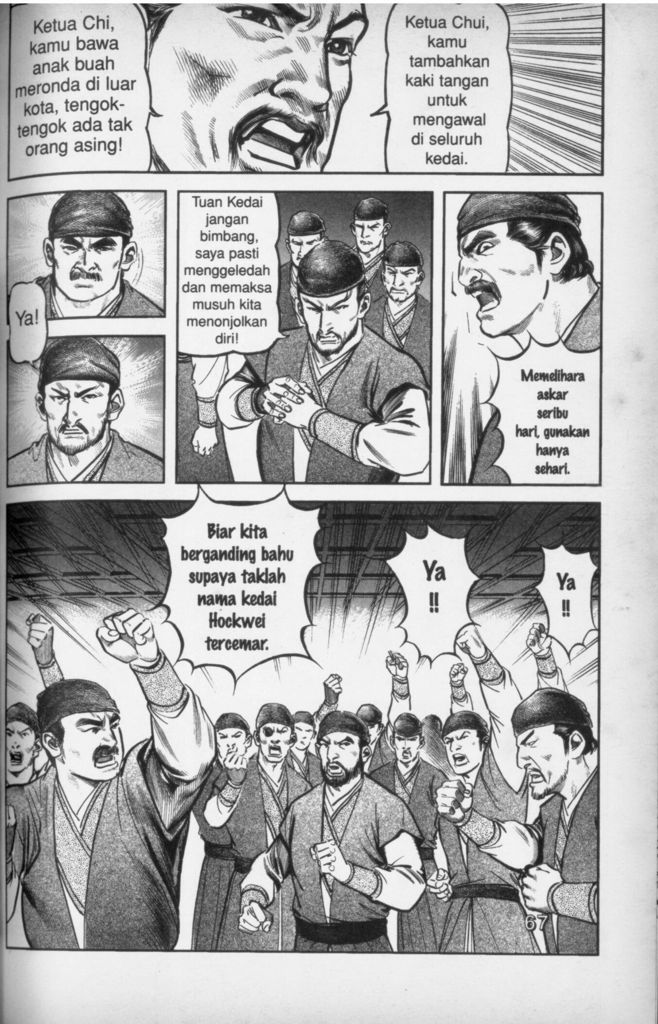 Ketua Chi,
kamu bawa
anak buah
meronda di luar
kota, tengok-
tengok ada tak
orang asing!
Ketua Chui,
kamu
tambahkan
kaki tangan
untuk
mengawal
di seluruh
kedai.
Ya!
Tuan Kedai
jangan
bimbang,
saya pasti
menggeledah
dan memaksa
musuh kita
menonjolkan
diri!
Memelihara
askar
seribu
hari, gunakan
hanya
sehari.
Biar kita
berganding bahu
supaya taklah
nama kedai
Hockwei
tercemar.
Ya
!!
Ya
!!
67